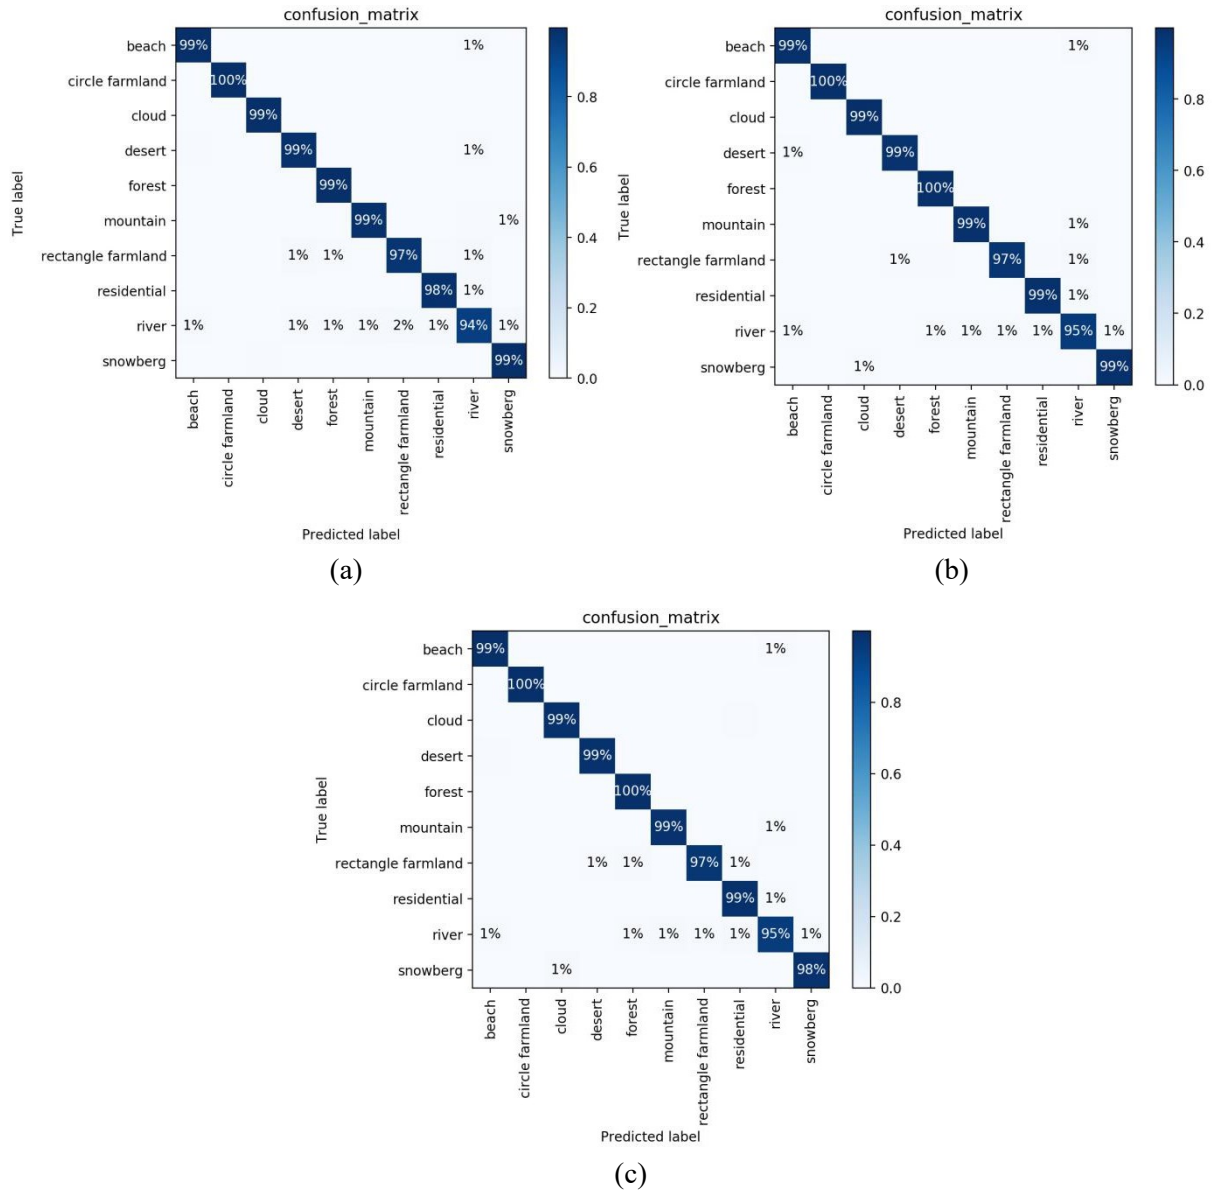 confusion_matrix
True label
beach 99% 1%
circle farmland 100%
cloud 99%
desert 99% 1%
forest 99%
mountain 99% 1%
rectangle farmland 1% 1% 97% 1%
residential 98% 1%
river 1% 1% 1% 1% 2% 1% 94% 1%
snowberg 99%
beach
circle farmland
cloud
desert
forest
mountain
rectangle farmland
residential
river
snowberg
Predicted label
0.8
0.6
0.4
0.2
0.0
(a)
confusion_matrix
True label
beach 99% 1%
circle farmland 100%
cloud 99%
desert 1% 99%
forest 100%
mountain 99% 1%
rectangle farmland 1% 97% 1%
residential 99% 1%
river 1% 1% 1% 1% 1% 95% 1%
snowberg 1% 99%
beach
circle farmland
cloud
desert
forest
mountain
rectangle farmland
residential
river
snowberg
Predicted label
0.8
0.6
0.4
0.2
0.0
(b)
confusion_matrix
True label
beach 99% 1%
circle farmland 100%
cloud 99%
desert 99%
forest 100%
mountain 99% 1%
rectangle farmland 1% 1% 97% 1%
residential 99% 1%
river 1% 1% 1% 1% 1% 95% 1%
snowberg 1% 98%
beach
circle farmland
cloud
desert
forest
mountain
rectangle farmland
residential
river
snowberg
Predicted label
0.8
0.6
0.4
0.2
0.0
(c)